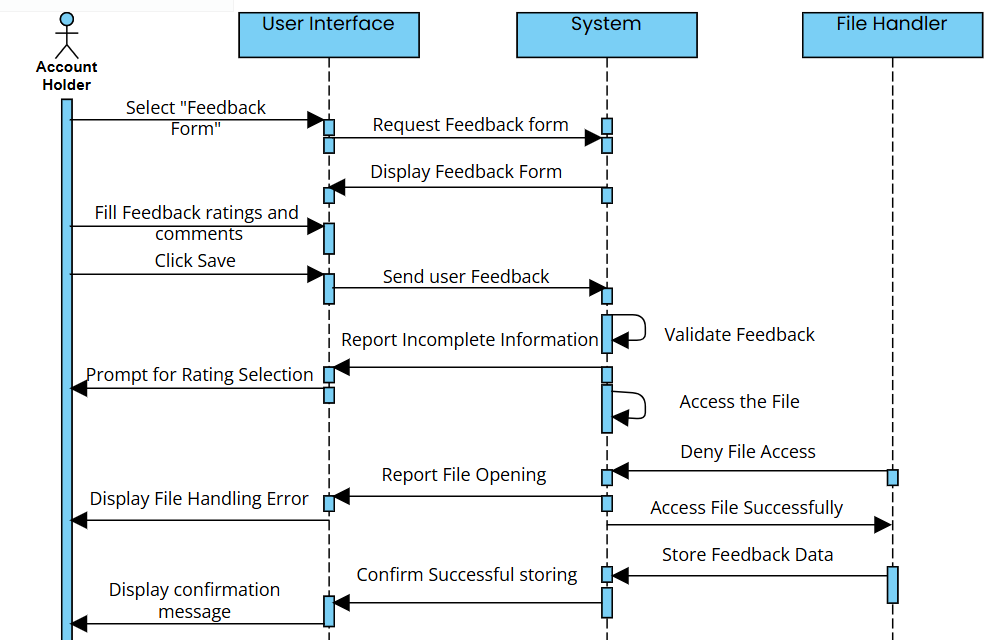 User Interface
System
File Handler
Account
Holder
Select "Feedback
Form"
Request Feedback form
Display Feedback Form
Fill Feedback ratings and
comments
Click Save
Send user Feedback
Validate Feedback
Report Incomplete Information
Prompt for Rating Selection
Access the File
Deny File Access
Report File Opening
Display File Handling Error
Access File Successfully
Store Feedback Data
Confirm Successful storing
Display confirmation
message